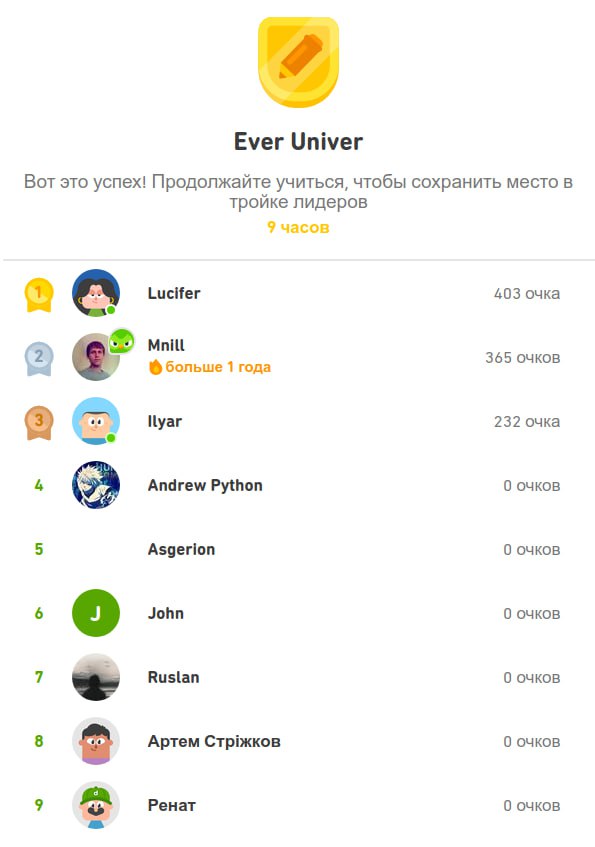 Ever Univer
Вот это успех! Продолжайте учиться, чтобы сохранить место в
тройке лидеров
9 часов
1 Lucifer 403 очка
2 Mnill 365 очков
больше 1 года
3 Ilyar 232 очка
4 Andrew Python 0 очков
5 Asgerion 0 очков
6 J John 0 очков
7 Ruslan 0 очков
8 Артем Стріжков 0 очков
9 Ренат 0 очков